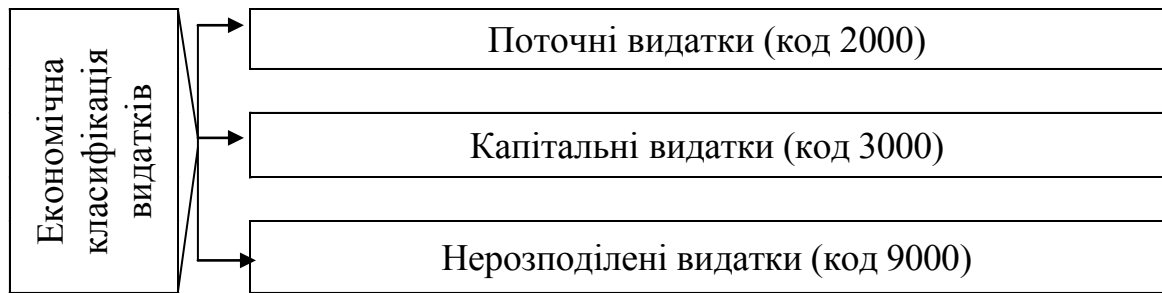 Економічна
класифікація
видатків
Поточні видатки (код 2000)
Капітальні видатки (код 3000)
Нерозподілені видатки (код 9000)